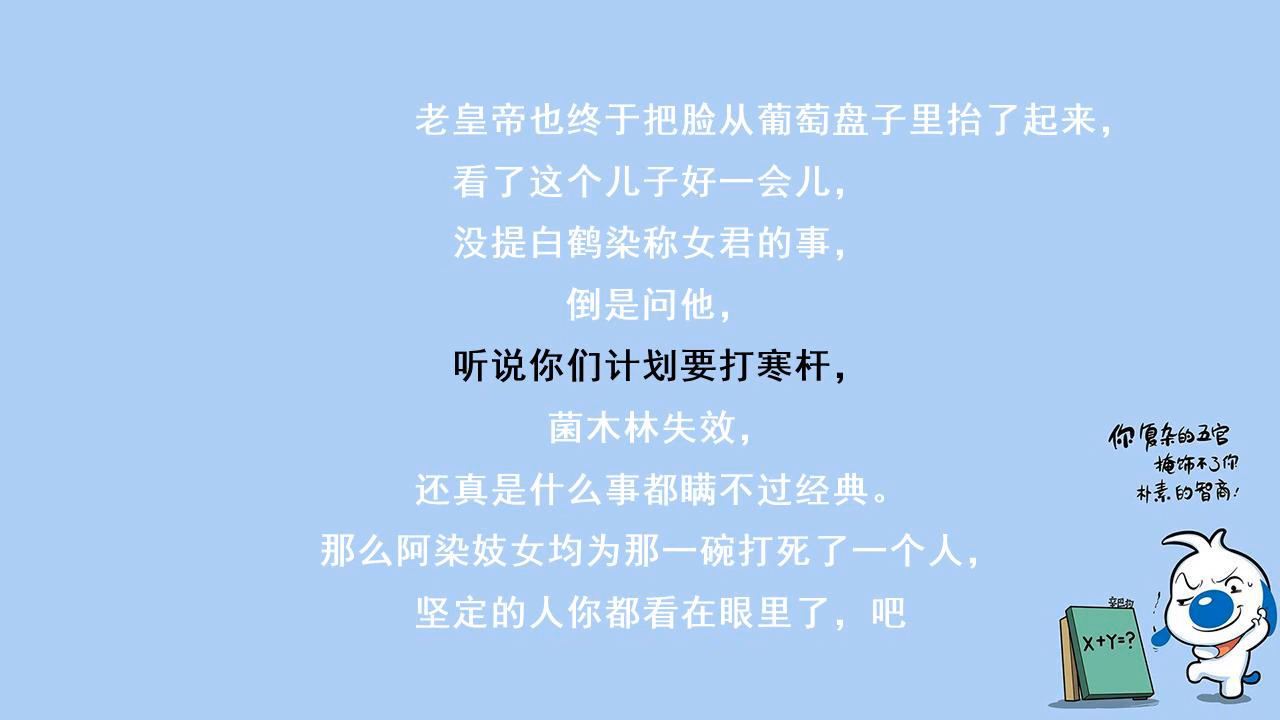 老皇帝也终于把脸从葡萄盘子里抬了起来，
看了这个儿子好一会儿，
没提白鹤染称女君的事，
倒是问他，
听说你们计划要打寒杆，
菌木林失效，
还真是什么事都瞒不过经典。
那么阿染妓女均为那一碗打死了一个人，
坚定的人你都看在眼里了，吧
你复杂的五官
掩饰不了你
朴素的智商！
X+Y=?